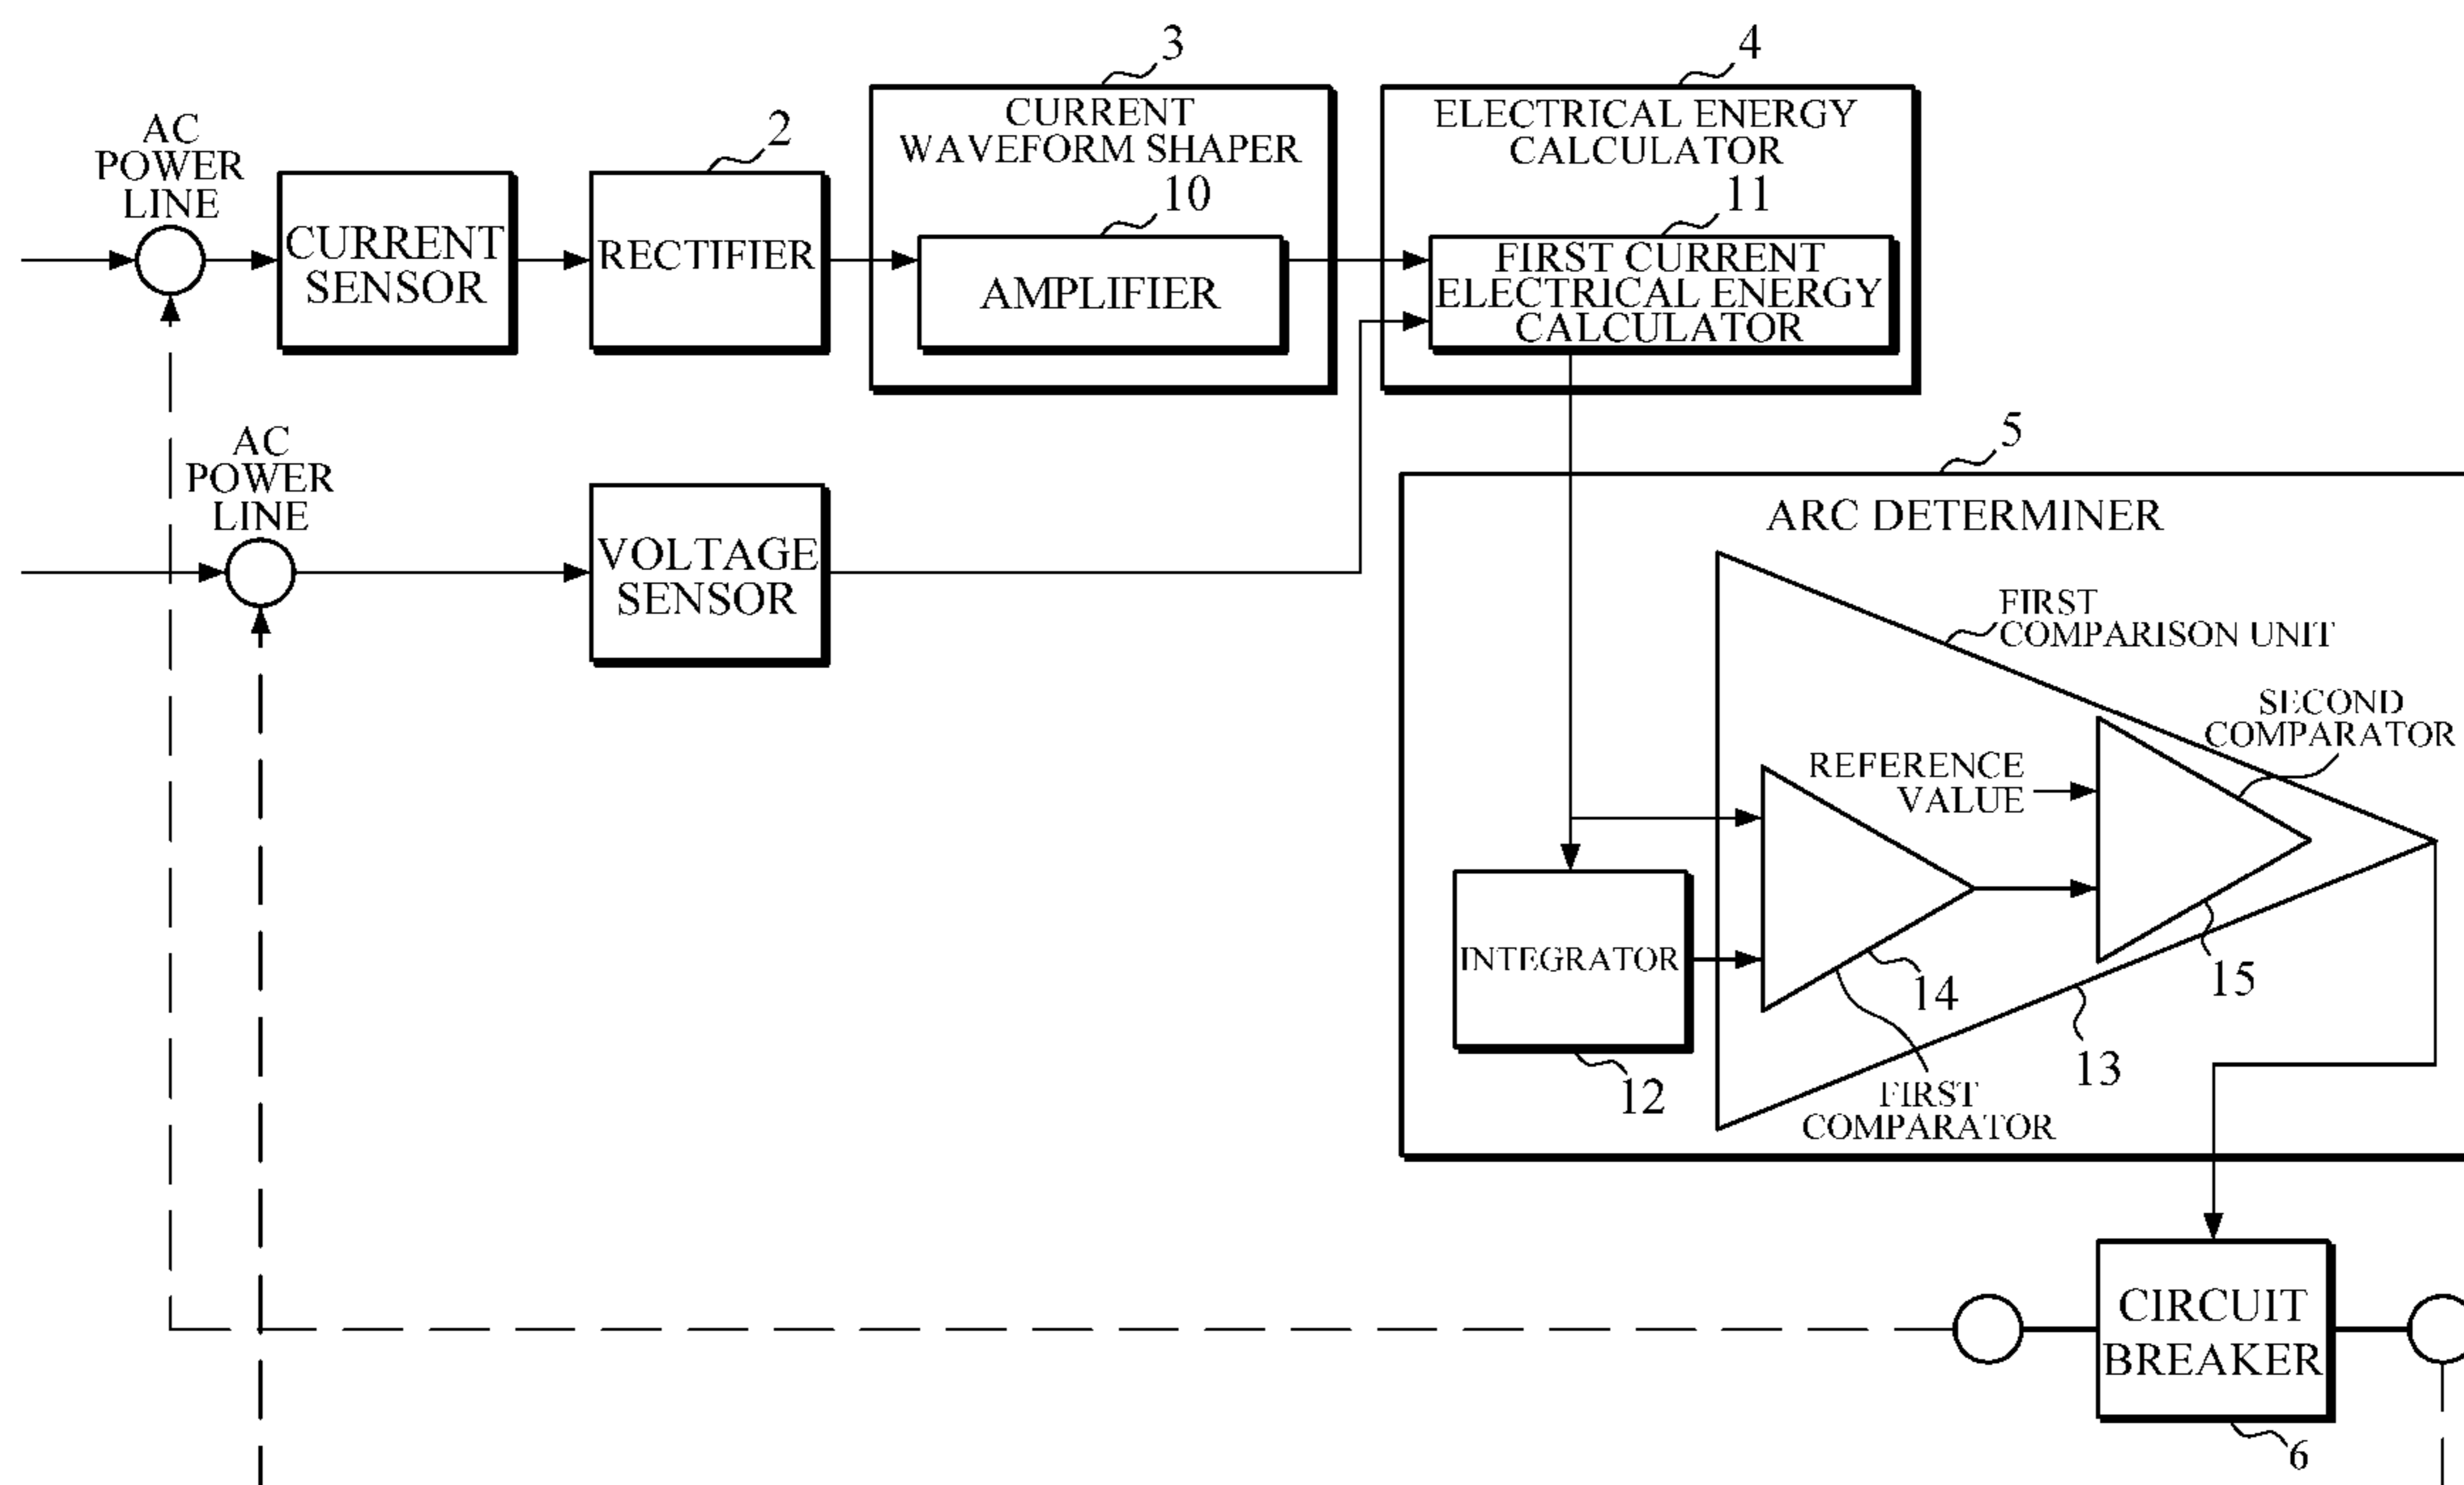 3
4
CURRENT
WAVEFORM SHAPER
ELECTRICAL ENERGY
CALCULATOR
2
AC
POWER
LINE
10
11
CURRENT
SENSOR
RECTIFIER
AMPLIFIER
FIRST CURRENT
ELECTRICAL ENERGY
CALCULATOR
5
AC
POWER
LINE
VOLTAGE
SENSOR
ARC DETERMINER
FIRST
COMPARISON UNIT
SECOND
COMPARATOR
REFERENCE
VALUE
INTEGRATOR
14
15
12
13
FIRST
COMPARATOR
CIRCUIT
BREAKER
6